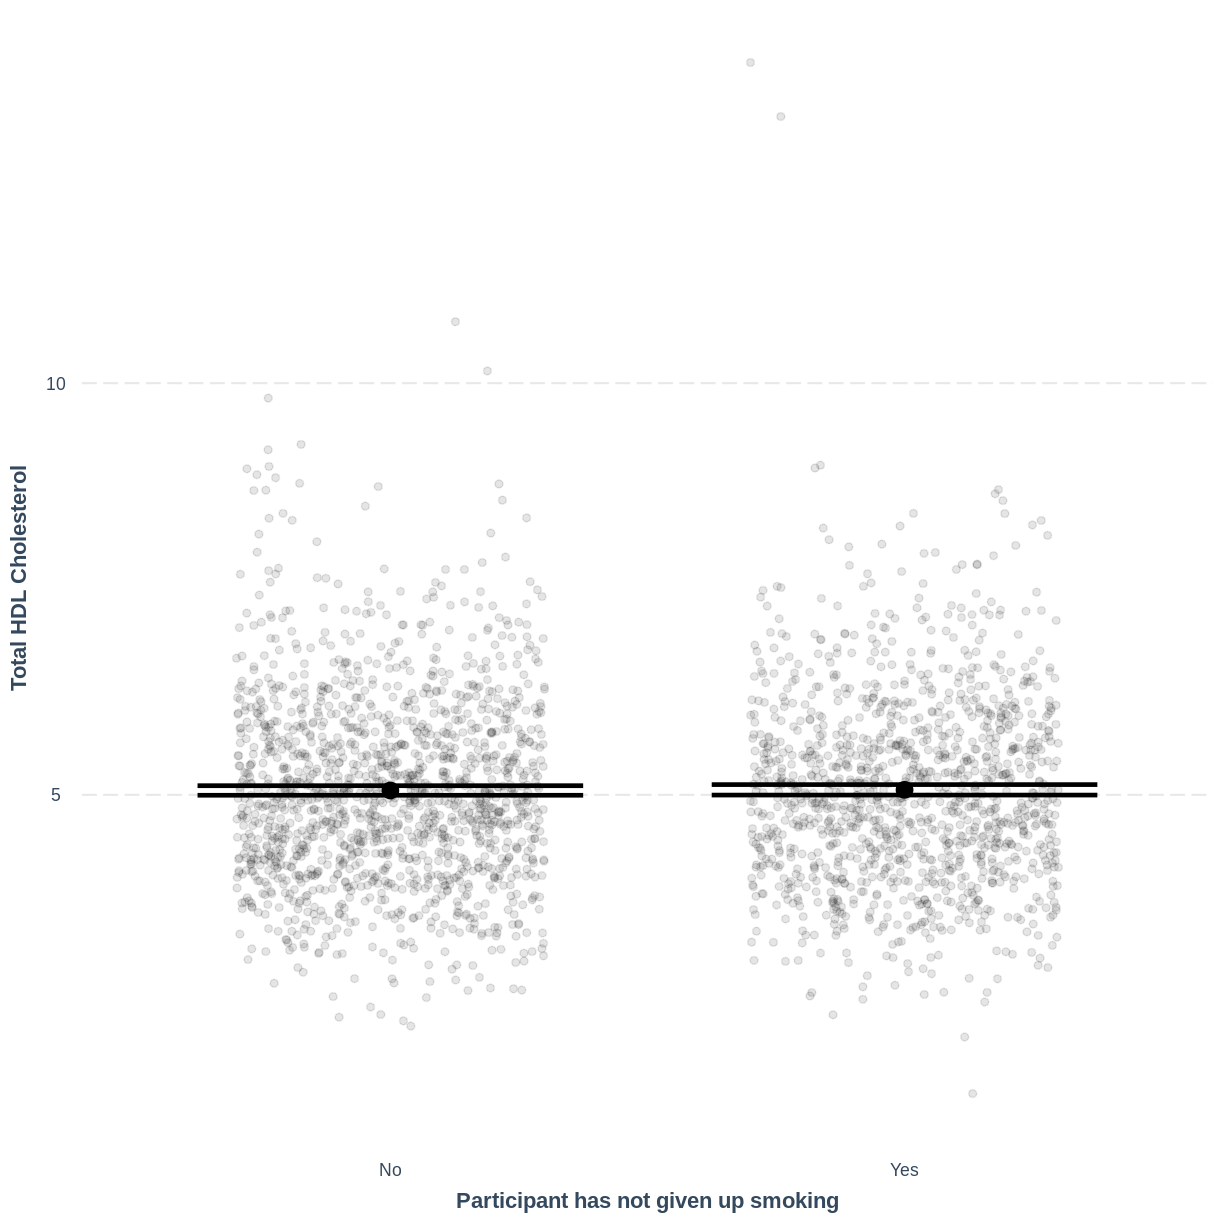 10
Total HDL Cholesterol
5
No
Yes
Participant has not given up smoking